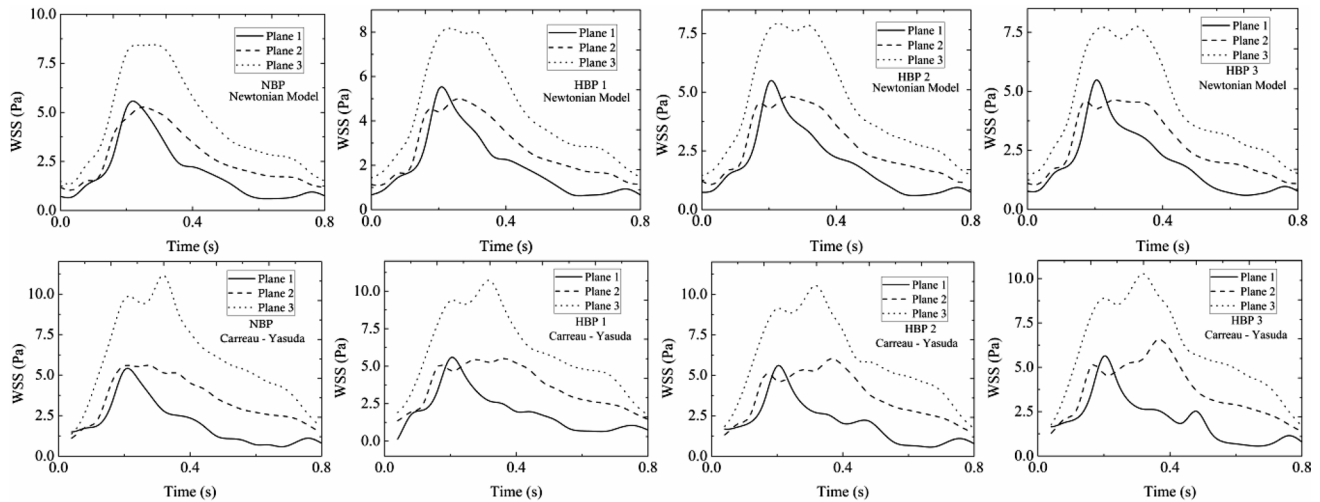 10.0
7.5
5.0
2.5
0.0
WSS (Pa)
Plane 1
Plane 2
Plane 3
NBP
Newtonian Model
0.0 0.4 0.8
Time (s)
8
6
4
2
0
WSS (Pa)
Plane 1
Plane 2
Plane 3
HBP 1
Newtonian Model
0.0 0.4 0.8
Time (s)
7.5
5.0
2.5
0.0
WSS (Pa)
Plane 1
Plane 2
Plane 3
HBP 2
Newtonian Model
0.0 0.4 0.8
Time (s)
7.5
5.0
2.5
0.0
WSS (Pa)
Plane 1
Plane 2
Plane 3
HBP 3
Newtonian Model
0.0 0.4 0.8
Time (s)
10.0
7.5
5.0
2.5
0.0
WSS (Pa)
Plane 1
Plane 2
Plane 3
NBP
Carreau - Yasuda
0.0 0.4 0.8
Time (s)
10.0
7.5
5.0
2.5
0.0
WSS (Pa)
Plane 1
Plane 2
Plane 3
HBP 1
Carreau - Yasuda
0.0 0.4 0.8
Time (s)
10.0
7.5
5.0
2.5
0.0
WSS (Pa)
Plane 1
Plane 2
Plane 3
HBP 2
Carreau - Yasuda
0.0 0.4 0.8
Time (s)
10.0
7.5
5.0
2.5
0.0
WSS (Pa)
Plane 1
Plane 2
Plane 3
HBP 3
Carreau - Yasuda
0.0 0.4 0.8
Time (s)